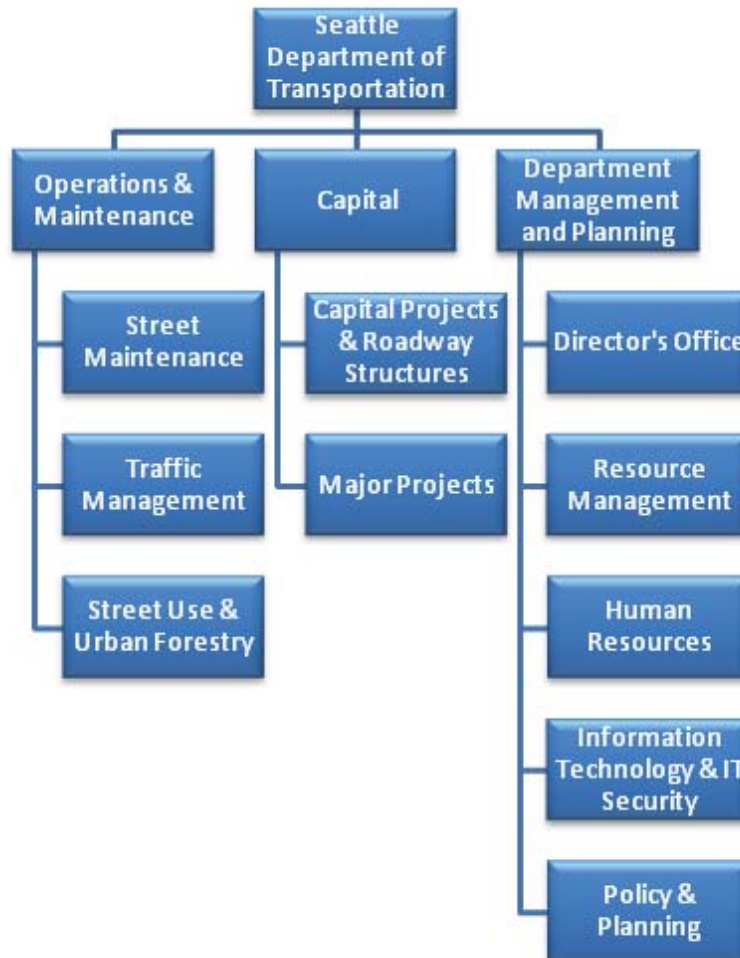 Seattle
Department of
Transportation
Operations &
Maintenance
Street
Maintenance
Traffic
Management
Street Use &
Urban Forestry
Capital
Capital Projects
& Roadway
Structures
Major Projects
Department
Management
and Planning
Director's Office
Resource
Management
Human
Resources
Information
Technology & IT
Security
Policy &
Planning